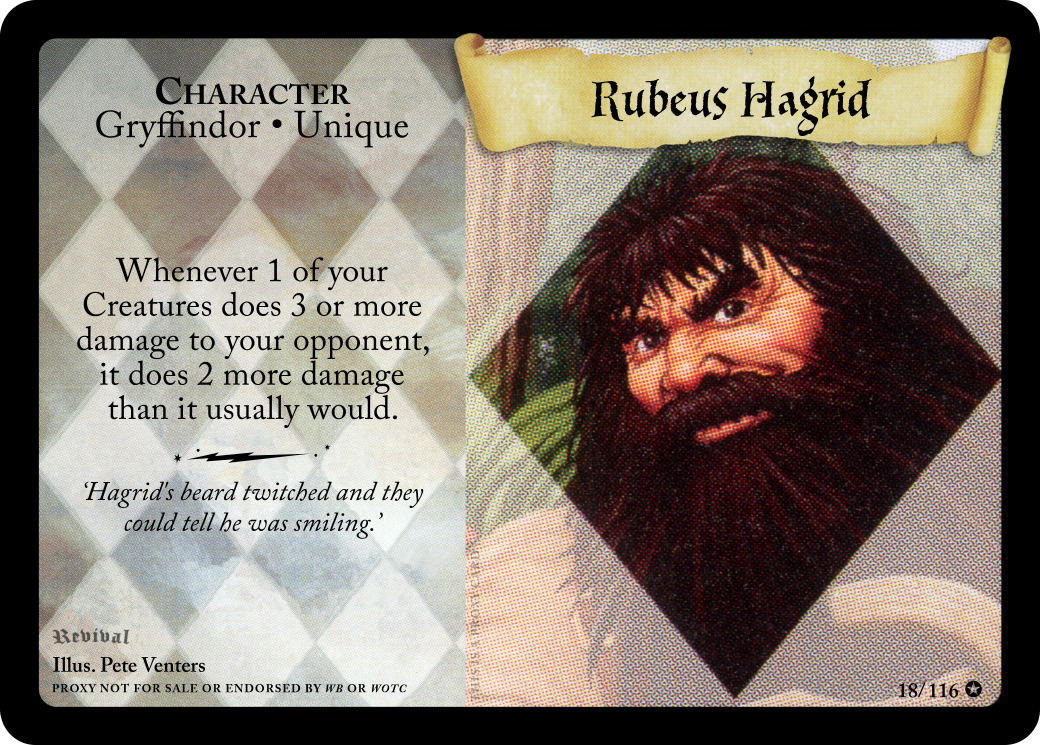 CHARACTER
Gryffindor • Unique
Rubeus Hagrid
Whenever 1 of your
Creatures does 3 or more
damage to your opponent,
it does 2 more damage
than it usually would.
‘Hagrid's beard twitched and they
could tell he was smiling.’
Revival
Illus. Pete Venters
PROXY NOT FOR SALE OR ENDORSED BY WB OR WOTC
18/116